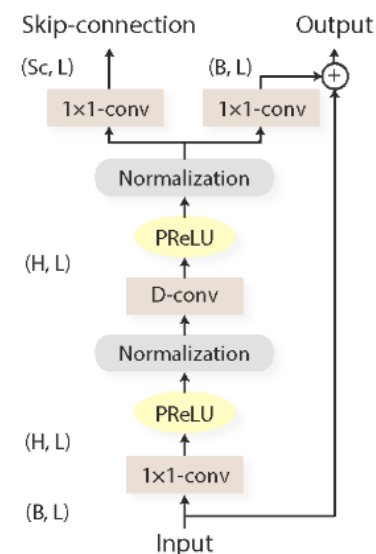 Skip-connection Output
(Sc, L) (B, L)
+
1×1-conv 1×1-conv
Normalization
PReLU
(H, L)
D-conv
Normalization
PReLU
(H, L)
1×1-conv
(B, L)
Input